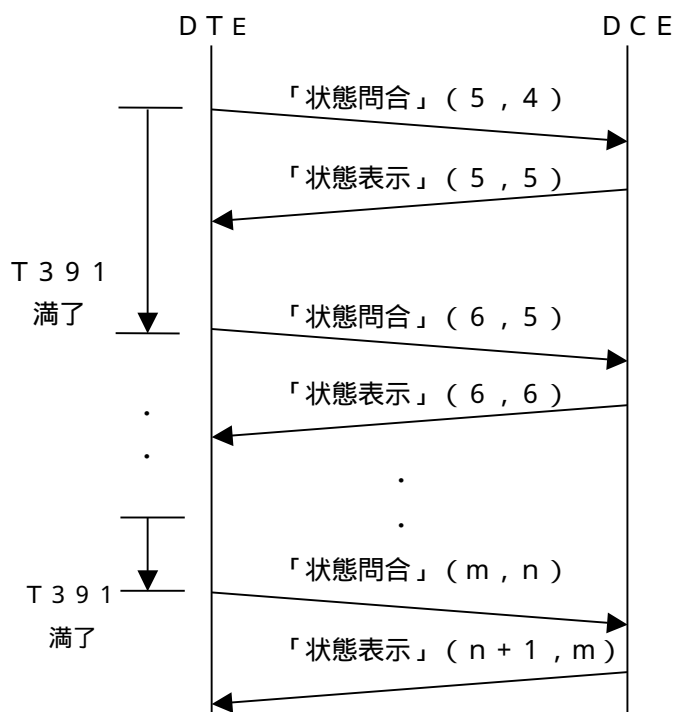 ＤＴＥ
ＤＣＥ
「状態問合」(５,４)
「状態表示」(５,５)
Ｔ３９１
満了
「状態問合」(６,５)
「状態表示」(６,６)
「状態問合」(ｍ,ｎ)
Ｔ３９１
満了
「状態表示」(ｎ+１,ｍ)